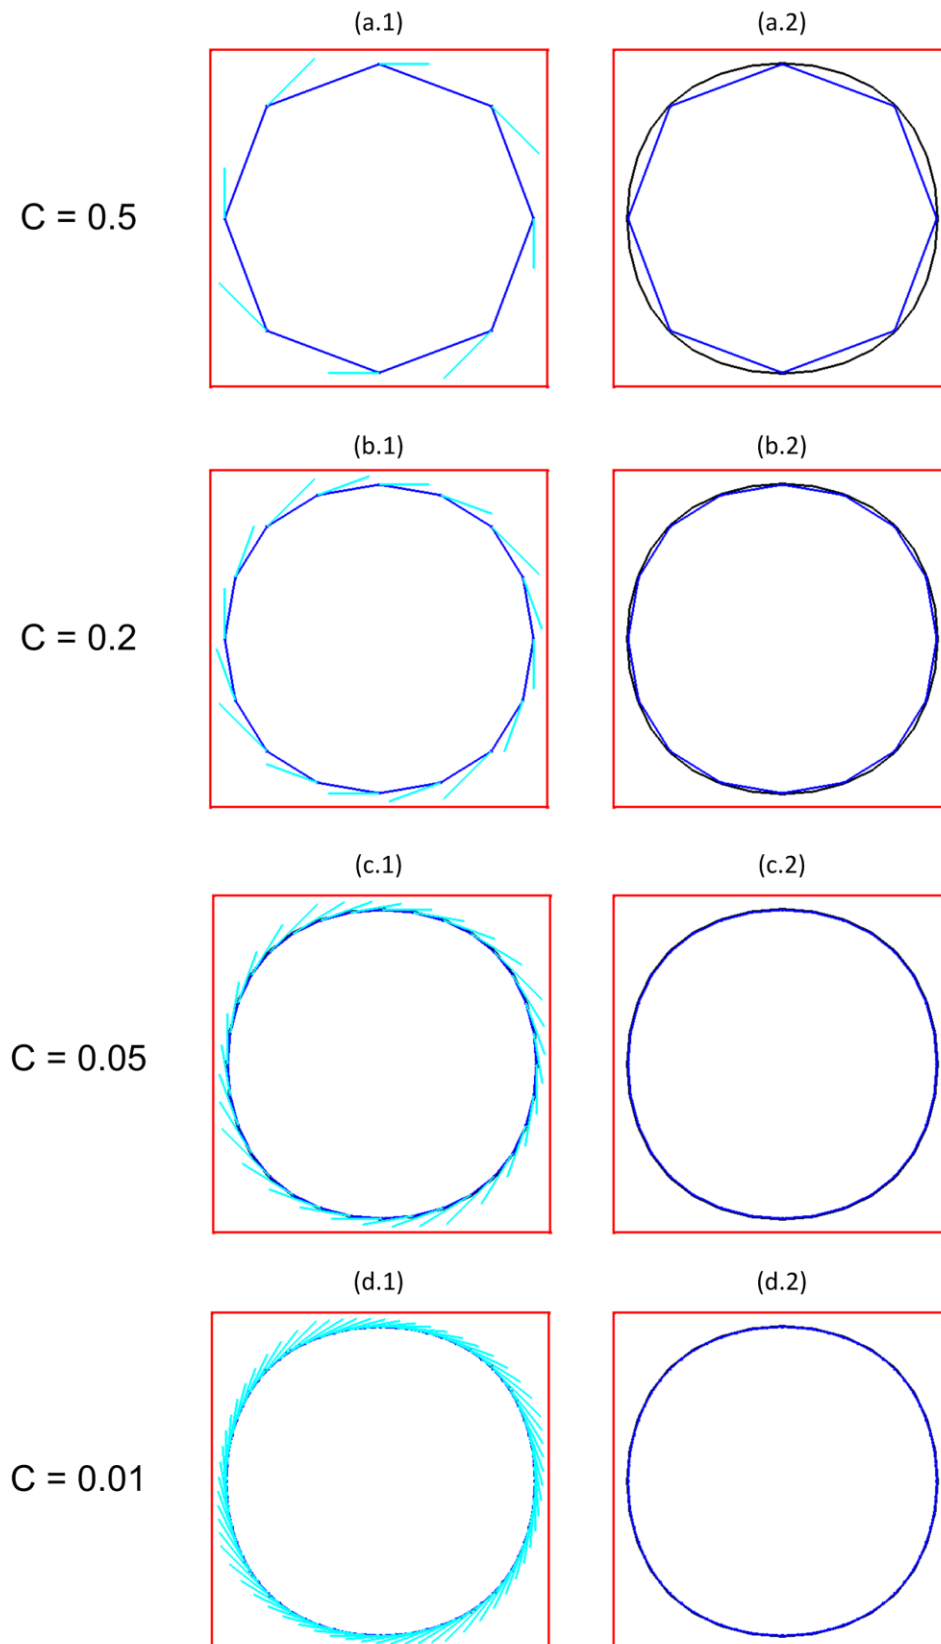 (a.1)
(a.2)
C = 0.5
(b.1)
(b.2)
C = 0.2
(c.1)
(c.2)
C = 0.05
(d.1)
(d.2)
C = 0.01